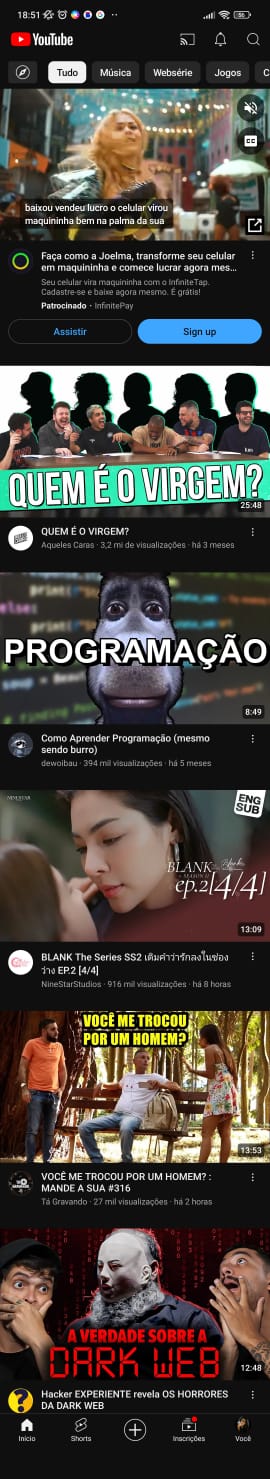 18:51
56
YouTube
Tudo
Música
Websérie
Jogos
C
CC
baixou vendeu lucro o celular virou
maquininha bem na palma da sua
Faça como a Joelma, transforme seu celular
em maquininha e comece lucrar agora mes...
Seu celular vira maquininha com o InfiniteTap.
Cadastre-se e baixe agora mesmo. É grátis!
Patrocinado · InfinitePay
Assistir
Sign up
QUEM É O VIRGEM?
25:48
QUEM É O VIRGEM?
Aqueles Caras · 3,2 mi de visualizações · há 3 meses
PROGRAMAÇÃO
8:49
Como Aprender Programação (mesmo
sendo burro)
dewoibau · 394 mil visualizações · há 5 meses
NINESTAR
ENG
SUB
BLANK
SEASON II
ep.2[4/4]
13:09
BLANK The Series SS2 เติมคำว่ารักลงในช่อง
ว่าง EP.2 [4/4]
NineStarStudios · 916 mil visualizações · há 8 horas
VOCÊ ME TROCOU
POR UM HOMEM?
13:53
VOCÊ ME TROCOU POR UM HOMEM? :
MANDE A SUA #316
Tá Gravando · 27 mil visualizações · há 2 horas
A VERDADE SOBRE A
DARK WEB
12:48
Hacker EXPERIENTE revela OS HORRORES
DA DARK WEB
Início
Shorts
Inscrições
Você